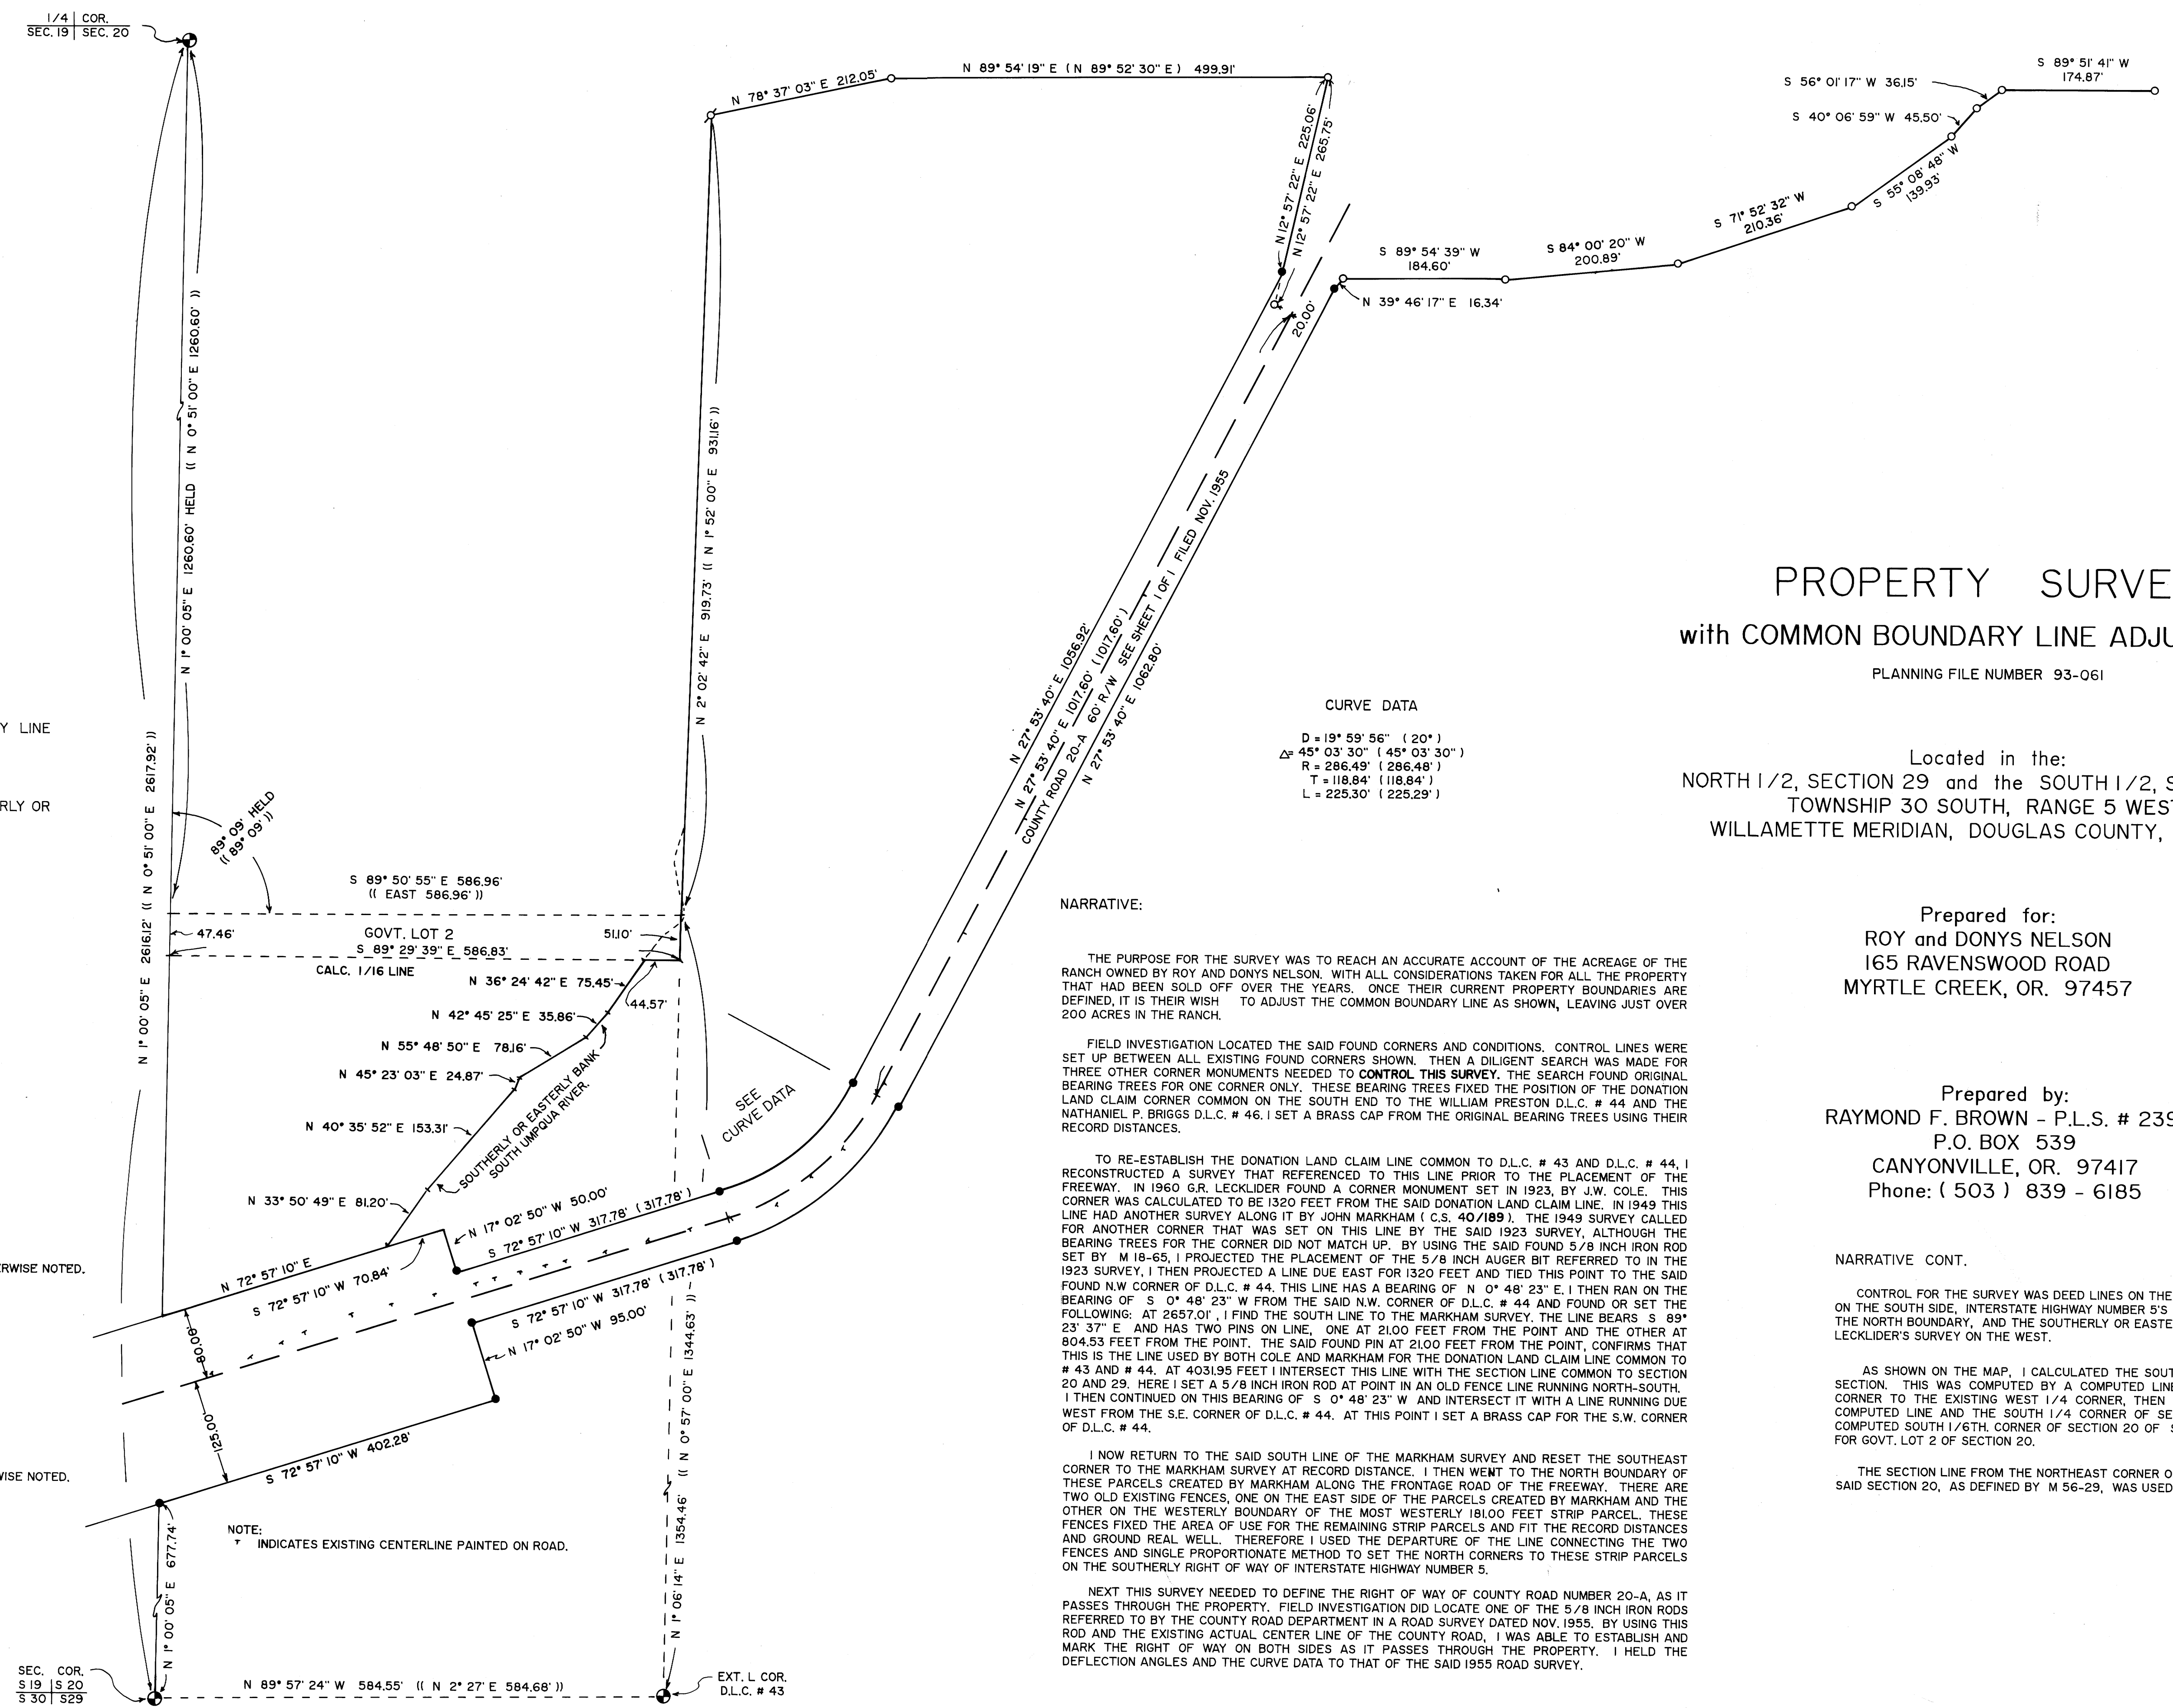 1/4 COR.
SEC. 19 SEC. 20
N 78° 37' 03" E 212.05'
N 89° 54' 19" E ( N 89° 52' 30" E ) 499.91'
S 89° 51' 41" W
174.87'
S 56° 01' 17" W 36.15'
S 40° 06' 59" W 45.50'
S 55° 08' 48" W
139.93'
S 71° 52' 32" W
210.36'
S 84° 00' 20" W
200.89'
S 89° 54' 39" W
184.60'
N 39° 46' 17" E 16.34'
N 12° 57' 22" E 225.06'
N 12° 57' 22" E 265.75'
20.00'
N 1° 00' 05" E 1260.60' HELD (( N 0° 51' 00" E 1260.60' ))
N 1° 00' 05" E 2616.12' (( N 0° 51' 00" E 2617.92' ))
N 2° 02' 42" E 919.73' (( N 1° 52' 00" E 931.16' ))
N 27° 53' 40" E 1056.92'
N 27° 53' 40" E 1017.60' ( 1017.60' )
COUNTY ROAD 20-A 60' R/W SEE SHEET 1 OF 1 FILED NOV. 1955
N 27° 53' 40" E 1062.80'
Y LINE
RLY OR
89° 09' HELD
(( 89° 09' ))
S 89° 50' 55" E 586.96'
(( EAST 586.96' ))
47.46'
GOVT. LOT 2
51.10'
S 89° 29' 39" E 586.83'
CALC. 1/16 LINE
N 36° 24' 42" E 75.45'
44.57'
N 42° 45' 25" E 35.86'
N 55° 48' 50" E 78.16'
N 45° 23' 03" E 24.87'
N 40° 35' 52" E 153.31'
N 33° 50' 49" E 81.20'
SOUTHERLY OR EASTERLY BANK
SOUTH UMPQUA RIVER.
SEE
CURVE DATA
N 17° 02' 50" W 50.00'
S 72° 57' 10" W 317.78' ( 317.78' )
N 72° 57' 10" E
S 72° 57' 10" W 70.84'
S 72° 57' 10" W 317.78' ( 317.78' )
N 17° 02' 50" W 95.00'
80.00'
125.00'
S 72° 57' 10" W 402.28'
ERWISE NOTED.
WISE NOTED.
N 1° 00' 05" E 677.74'
NOTE:
INDICATES EXISTING CENTERLINE PAINTED ON ROAD.
N 1° 06' 14" E 1354.46' (( N 0° 57' 00" E 1344.63' ))
SEC. COR.
S 19 S 20
S 30 S29
N 89° 57' 24" W 584.55' (( N 2° 27' E 584.68' ))
EXT. L COR.
D.L.C. # 43
CURVE DATA
D = 19° 59' 56" ( 20° )
Δ= 45° 03' 30" ( 45° 03' 30" )
R = 286.49' ( 286.48' )
T = 118.84' ( 118.84' )
L = 225.30' ( 225.29' )
NARRATIVE:
THE PURPOSE FOR THE SURVEY WAS TO REACH AN ACCURATE ACCOUNT OF THE ACREAGE OF THE
RANCH OWNED BY ROY AND DONYS NELSON. WITH ALL CONSIDERATIONS TAKEN FOR ALL THE PROPERTY
THAT HAD BEEN SOLD OFF OVER THE YEARS. ONCE THEIR CURRENT PROPERTY BOUNDARIES ARE
DEFINED, IT IS THEIR WISH TO ADJUST THE COMMON BOUNDARY LINE AS SHOWN, LEAVING JUST OVER
200 ACRES IN THE RANCH.
FIELD INVESTIGATION LOCATED THE SAID FOUND CORNERS AND CONDITIONS. CONTROL LINES WERE
SET UP BETWEEN ALL EXISTING FOUND CORNERS SHOWN. THEN A DILIGENT SEARCH WAS MADE FOR
THREE OTHER CORNER MONUMENTS NEEDED TO CONTROL THIS SURVEY. THE SEARCH FOUND ORIGINAL
BEARING TREES FOR ONE CORNER ONLY. THESE BEARING TREES FIXED THE POSITION OF THE DONATION
LAND CLAIM CORNER COMMON ON THE SOUTH END TO THE WILLIAM PRESTON D.L.C. # 44 AND THE
NATHANIEL P. BRIGGS D.L.C. # 46. I SET A BRASS CAP FROM THE ORIGINAL BEARING TREES USING THEIR
RECORD DISTANCES.
TO RE-ESTABLISH THE DONATION LAND CLAIM LINE COMMON TO D.L.C. # 43 AND D.L.C. # 44, I
RECONSTRUCTED A SURVEY THAT REFERENCED TO THIS LINE PRIOR TO THE PLACEMENT OF THE
FREEWAY. IN 1960 G.R. LECKLIDER FOUND A CORNER MONUMENT SET IN 1923, BY J.W. COLE. THIS
CORNER WAS CALCULATED TO BE 1320 FEET FROM THE SAID DONATION LAND CLAIM LINE. IN 1949 THIS
LINE HAD ANOTHER SURVEY ALONG IT BY JOHN MARKHAM ( C.S. 40/189 ). THE 1949 SURVEY CALLED
FOR ANOTHER CORNER THAT WAS SET ON THIS LINE BY THE SAID 1923 SURVEY, ALTHOUGH THE
BEARING TREES FOR THE CORNER DID NOT MATCH UP. BY USING THE SAID FOUND 5/8 INCH IRON ROD
SET BY M 18-65, I PROJECTED THE PLACEMENT OF THE 5/8 INCH AUGER BIT REFERRED TO IN THE
1923 SURVEY, I THEN PROJECTED A LINE DUE EAST FOR 1320 FEET AND TIED THIS POINT TO THE SAID
FOUND N.W CORNER OF D.L.C. # 44. THIS LINE HAS A BEARING OF N 0° 48' 23" E. I THEN RAN ON THE
BEARING OF S 0° 48' 23" W FROM THE SAID N.W. CORNER OF D.L.C. # 44 AND FOUND OR SET THE
FOLLOWING: AT 2657.01' , I FIND THE SOUTH LINE TO THE MARKHAM SURVEY. THE LINE BEARS S 89°
23' 37" E AND HAS TWO PINS ON LINE, ONE AT 21.00 FEET FROM THE POINT AND THE OTHER AT
804.53 FEET FROM THE POINT. THE SAID FOUND PIN AT 21.00 FEET FROM THE POINT, CONFIRMS THAT
THIS IS THE LINE USED BY BOTH COLE AND MARKHAM FOR THE DONATION LAND CLAIM LINE COMMON TO
# 43 AND # 44. AT 4031.95 FEET I INTERSECT THIS LINE WITH THE SECTION LINE COMMON TO SECTION
20 AND 29. HERE I SET A 5/8 INCH IRON ROD AT POINT IN AN OLD FENCE LINE RUNNING NORTH-SOUTH.
I THEN CONTINUED ON THIS BEARING OF S 0° 48' 23" W AND INTERSECT IT WITH A LINE RUNNING DUE
WEST FROM THE S.E. CORNER OF D.L.C. # 44. AT THIS POINT I SET A BRASS CAP FOR THE S.W. CORNER
OF D.L.C. # 44.
I NOW RETURN TO THE SAID SOUTH LINE OF THE MARKHAM SURVEY AND RESET THE SOUTHEAST
CORNER TO THE MARKHAM SURVEY AT RECORD DISTANCE. I THEN WENT TO THE NORTH BOUNDARY OF
THESE PARCELS CREATED BY MARKHAM ALONG THE FRONTAGE ROAD OF THE FREEWAY. THERE ARE
TWO OLD EXISTING FENCES, ONE ON THE EAST SIDE OF THE PARCELS CREATED BY MARKHAM AND THE
OTHER ON THE WESTERLY BOUNDARY OF THE MOST WESTERLY 181.00 FEET STRIP PARCEL. THESE
FENCES FIXED THE AREA OF USE FOR THE REMAINING STRIP PARCELS AND FIT THE RECORD DISTANCES
AND GROUND REAL WELL. THEREFORE I USED THE DEPARTURE OF THE LINE CONNECTING THE TWO
FENCES AND SINGLE PROPORTIONATE METHOD TO SET THE NORTH CORNERS TO THESE STRIP PARCELS
ON THE SOUTHERLY RIGHT OF WAY OF INTERSTATE HIGHWAY NUMBER 5.
NEXT THIS SURVEY NEEDED TO DEFINE THE RIGHT OF WAY OF COUNTY ROAD NUMBER 20-A, AS IT
PASSES THROUGH THE PROPERTY. FIELD INVESTIGATION DID LOCATE ONE OF THE 5/8 INCH IRON RODS
REFERRED TO BY THE COUNTY ROAD DEPARTMENT IN A ROAD SURVEY DATED NOV. 1955. BY USING THIS
ROD AND THE EXISTING ACTUAL CENTER LINE OF THE COUNTY ROAD, I WAS ABLE TO ESTABLISH AND
MARK THE RIGHT OF WAY ON BOTH SIDES AS IT PASSES THROUGH THE PROPERTY. I HELD THE
DEFLECTION ANGLES AND THE CURVE DATA TO THAT OF THE SAID 1955 ROAD SURVEY.
PROPERTY SURVE
with COMMON BOUNDARY LINE ADJU
PLANNING FILE NUMBER 93-061
Located in the:
NORTH 1/2, SECTION 29 and the SOUTH 1/2, S
TOWNSHIP 30 SOUTH, RANGE 5 WEST
WILLAMETTE MERIDIAN, DOUGLAS COUNTY,
Prepared for:
ROY and DONYS NELSON
165 RAVENSWOOD ROAD
MYRTLE CREEK, OR. 97457
Prepared by:
RAYMOND F. BROWN - P.L.S. # 239
P.O. BOX 539
CANYONVILLE, OR. 97417
Phone: ( 503 ) 839 - 6185
NARRATIVE CONT.
CONTROL FOR THE SURVEY WAS DEED LINES ON THE
ON THE SOUTH SIDE, INTERSTATE HIGHWAY NUMBER 5'S
THE NORTH BOUNDARY, AND THE SOUTHERLY OR EASTE
LECKLIDER'S SURVEY ON THE WEST.
AS SHOWN ON THE MAP, I CALCULATED THE SOUT
SECTION. THIS WAS COMPUTED BY A COMPUTED LINE
CORNER TO THE EXISTING WEST 1/4 CORNER, THEN
COMPUTED LINE AND THE SOUTH 1/4 CORNER OF SE
COMPUTED SOUTH 1/6TH. CORNER OF SECTION 20 OF
FOR GOVT. LOT 2 OF SECTION 20.
THE SECTION LINE FROM THE NORTHEAST CORNER O
SAID SECTION 20, AS DEFINED BY M 56-29, WAS USED